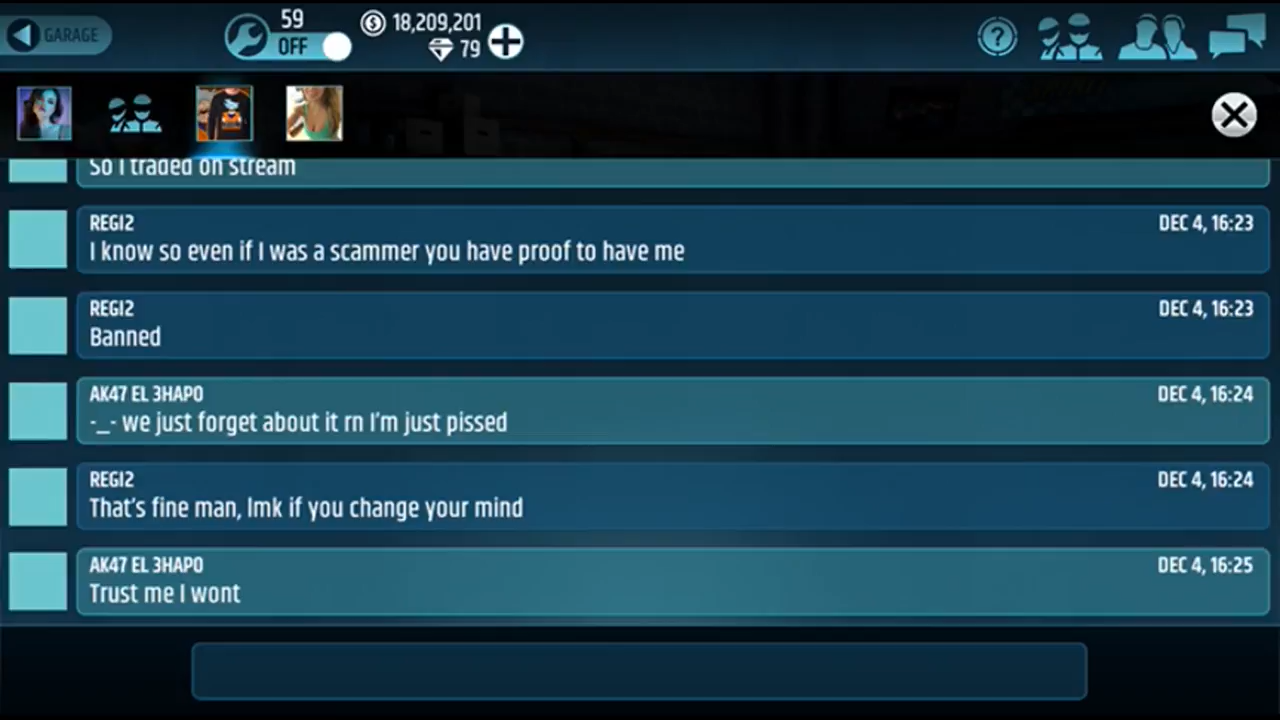 GARAGE
59
OFF
18,209,201
79
So I traded on stream
REGI2
DEC 4, 16:23
I know so even if I was a scammer you have proof to have me
REGI2
DEC 4, 16:23
Banned
AK47 EL 3HAPO
DEC 4, 16:24
-_- we just forget about it rn I'm just pissed
REGI2
DEC 4, 16:24
That's fine man, lmk if you change your mind
AK47 EL 3HAPO
DEC 4, 16:25
Trust me I wont